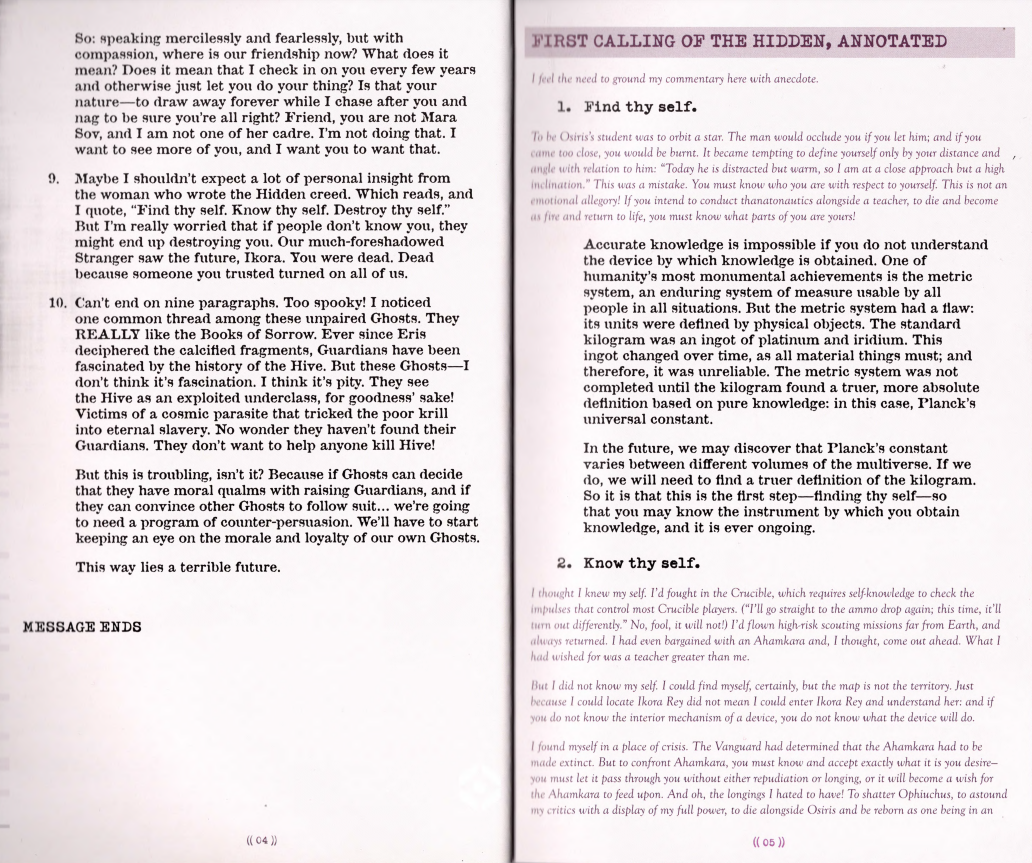 So: speaking mercilessly and fearlessly, but with
compassion, where is our friendship now? What does it
mean? Does it mean that I check in on you every few years
and otherwise just let you do your thing? Is that your
nature—to draw away forever while I chase after you and
nag to be sure you're all right? Friend, you are not Mara
Sov, and I am not one of her cadre. I'm not doing that. I
want to see more of you, and I want you to want that.
9. Maybe I shouldn't expect a lot of personal insight from
the woman who wrote the Hidden creed. Which reads, and
I quote, “Find thy self. Know thy self. Destroy thy self.”
But I'm really worried that if people don't know you, they
might end up destroying you. Our much-foreshadowed
Stranger saw the future, Ikora. You were dead. Dead
because someone you trusted turned on all of us.
10. Can't end on nine paragraphs. Too spooky! I noticed
one common thread among these unpaired Ghosts. They
REALLY like the Books of Sorrow. Ever since Eris
deciphered the calcified fragments, Guardians have been
fascinated by the history of the Hive. But these Ghosts—I
don't think it's fascination. I think it's pity. They see
the Hive as an exploited underclass, for goodness' sake!
Victims of a cosmic parasite that tricked the poor krill
into eternal slavery. No wonder they haven't found their
Guardians. They don't want to help anyone kill Hive!
But this is troubling, isn't it? Because if Ghosts can decide
that they have moral qualms with raising Guardians, and if
they can convince other Ghosts to follow suit... we're going
to need a program of counter-persuasion. We'll have to start
keeping an eye on the morale and loyalty of our own Ghosts.
This way lies a terrible future.
MESSAGE ENDS
(( 04 ))
FIRST CALLING OF THE HIDDEN, ANNOTATED
I feel the need to ground my commentary here with anecdote.
1. Find thy self.
To be Osiris's student was to orbit a star. The man would occlude you if you let him; and if you
came too close, you would be burnt. It became tempting to define yourself only by your distance and
angle with relation to him: “Today he is distracted but warm, so I am at a close approach but a high
inclination.” This was a mistake. You must know who you are with respect to yourself. This is not an
emotional allegory! If you intend to conduct thanatonautics alongside a teacher, to die and become
as fire and return to life, you must know what parts of you are yours!
Accurate knowledge is impossible if you do not understand
the device by which knowledge is obtained. One of
humanity's most monumental achievements is the metric
system, an enduring system of measure usable by all
people in all situations. But the metric system had a flaw:
its units were defined by physical objects. The standard
kilogram was an ingot of platinum and iridium. This
ingot changed over time, as all material things must; and
therefore, it was unreliable. The metric system was not
completed until the kilogram found a truer, more absolute
definition based on pure knowledge: in this case, Planck's
universal constant.
In the future, we may discover that Planck's constant
varies between different volumes of the multiverse. If we
do, we will need to find a truer definition of the kilogram.
So it is that this is the first step—finding thy self—so
that you may know the instrument by which you obtain
knowledge, and it is ever ongoing.
2. Know thy self.
I thought I knew my self. I'd fought in the Crucible, which requires self-knowledge to check the
impulses that control most Crucible players. (“I'll go straight to the ammo drop again; this time, it'll
turn out differently.” No, fool, it will not!) I'd flown high-risk scouting missions far from Earth, and
always returned. I had even bargained with an Ahamkara and, I thought, come out ahead. What I
had wished for was a teacher greater than me.
But I did not know my self. I could find myself, certainly, but the map is not the territory. Just
because I could locate Ikora Rey did not mean I could enter Ikora Rey and understand her: and if
you do not know the interior mechanism of a device, you do not know what the device will do.
I found myself in a place of crisis. The Vanguard had determined that the Ahamkara had to be
made extinct. But to confront Ahamkara, you must know and accept exactly what it is you desire—
you must let it pass through you without either repudiation or longing, or it will become a wish for
the Ahamkara to feed upon. And oh, the longings I hated to have! To shatter Ophiuchus, to astound
my critics with a display of my full power, to die alongside Osiris and be reborn as one being in an
(( 05 ))